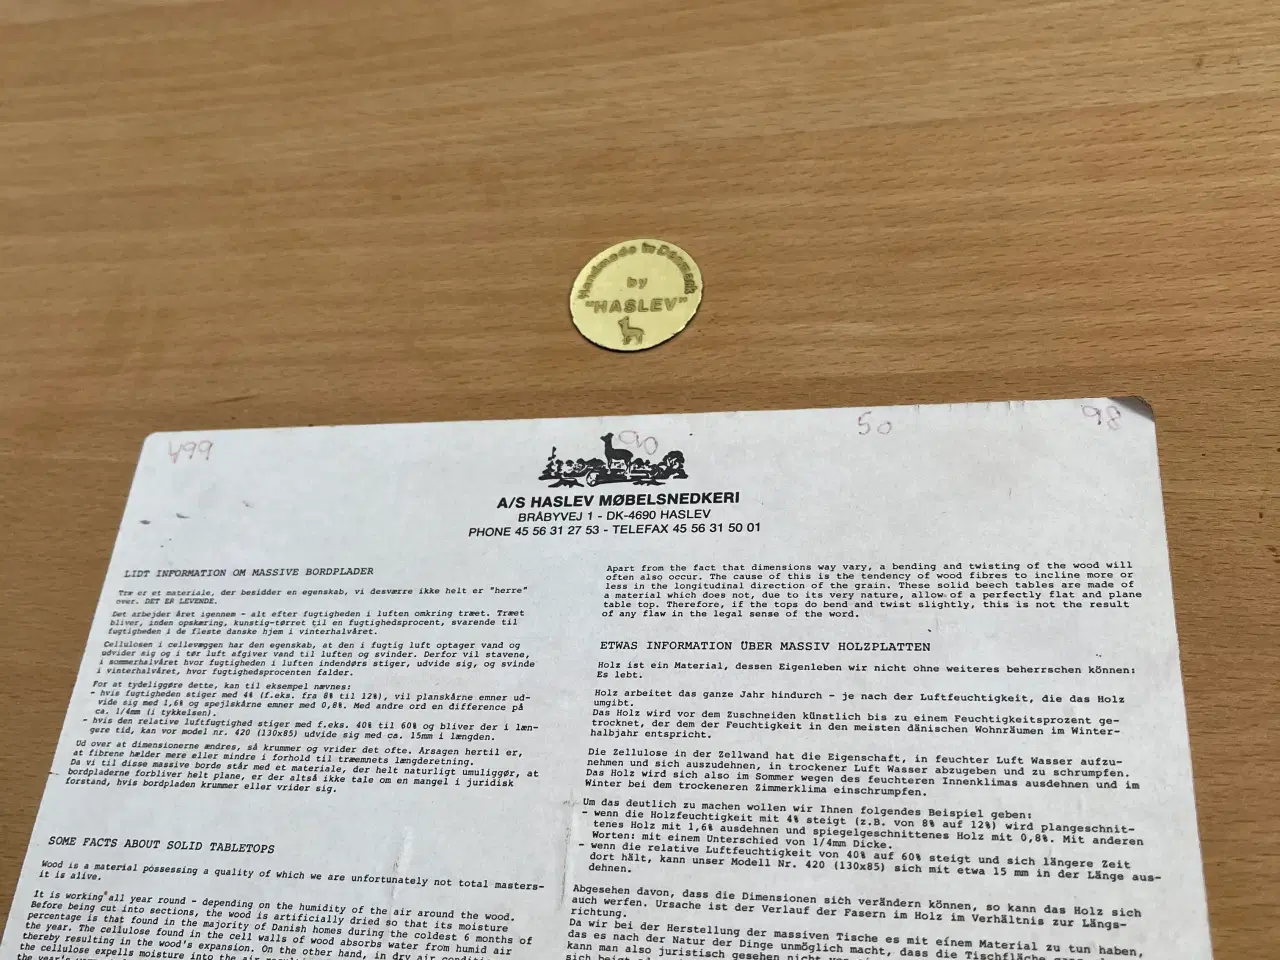 Handmade in Denmark
by
"HASLEV"
499
90
50
98
A/S HASLEV MØBELSNEDKERI
BRÅBYVEJ 1 - DK-4690 HASLEV
PHONE 45 56 31 27 53 - TELEFAX 45 56 31 50 01
LIDT INFORMATION OM MASSIVE BORDPLADER
Træ er et materiale, der besidder en egenskab, vi desværre ikke helt er "herre"
over. DET ER LEVENDE.
Det arbejder året igennem - alt efter fugtigheden i luften omkring træet. Træet
bliver, inden opskæring, kunstig-tørret til en fugtighedsprocent, svarende til
fugtigheden i de fleste danske hjem i vinterhalvåret.
Cellulosen i cellevæggen har den egenskab, at den i fugtig luft optager vand og
udvider sig og i tør luft afgiver vand til luften og svinder. Derfor vil stavene,
i sommerhalvåret hvor fugtigheden i luften indendørs stiger, udvide sig, og svinde
i vinterhalvåret, hvor fugtighedsprocenten falder.
For at tydeliggøre dette, kan til eksempel nævnes:
- hvis fugtigheden stiger med 4% (f.eks. fra 8% til 12%), vil planskårne emner ud-
vide sig med 1,6% og spejlskårne emner med 0,8%. Med andre ord en difference på
ca. 1/4mm (i tykkelsen).
- hvis den relative luftfugtighed stiger med f.eks. 40% til 60% og bliver der i læn-
gere tid, kan vor model nr. 420 (130x85) udvide sig med ca. 15mm i længden.
Ud over at dimensionerne ændres, så krummer og vrider det ofte. Årsagen hertil er,
at fibrene hælder mere eller mindre i forhold til træemnets længderetning.
Da vi til disse massive borde står med et materiale, der helt naturligt umuliggør, at
bordpladerne forbliver helt plane, er der altså ikke tale om en mangel i juridisk
forstand, hvis bordpladen krummer eller vrider sig.
SOME FACTS ABOUT SOLID TABLETOPS
Wood is a material possessing a quality of which we are unfortunately not total masters-
it is alive.
It is working all year round - depending on the humidity of the air around the wood.
Before being cut into sections, the wood is artificially dried so that its moisture
percentage is that found in the majority of Danish homes during the coldest 6 months of
the year. The cellulose found in the cell walls of wood absorbs water from humid air
thereby resulting in the wood's expansion. On the other hand, in dry air
the cellulose expels moisture into the air
the year's
Apart from the fact that dimensions way vary, a bending and twisting of the wood will
often also occur. The cause of this is the tendency of wood fibres to incline more or
less in the longitudinal direction of the grain. These solid beech tables are made of
a material which does not, due to its very nature, allow of a perfectly flat and plane
table top. Therefore, if the tops do bend and twist slightly, this is not the result
of any flaw in the legal sense of the word.
ETWAS INFORMATION ÜBER MASSIV HOLZPLATTEN
Holz ist ein Material, dessen Eigenleben wir nicht ohne weiteres beherrschen können:
Es lebt.
Holz arbeitet das ganze Jahr hindurch - je nach der Luftfeuchtigkeit, die das Holz
umgibt.
Das Holz wird vor dem Zuschneiden künstlich bis zu einem Feuchtigkeitsprozent ge-
trocknet, der dem der Feuchtigkeit in den meisten dänischen Wohnräumen im Winter-
halbjahr entspricht.
Die Zellulose in der Zellwand hat die Eigenschaft, in feuchter Luft Wasser aufzu-
nehmen und sich auszudehnen, in trockener Luft Wasser abzugeben und zu schrumpfen.
Das Holz wird sich also im Sommer wegen des feuchteren Innenklimas ausdehnen und im
Winter bei dem trockeneren Zimmerklima einschrumpfen.
Um das deutlich zu machen wollen wir Ihnen folgendes Beispiel geben:
- wenn die Holzfeuchtigkeit mit 4% steigt (z.B. von 8% auf 12%) wird plangeschnit-
tenes Holz mit 1,6% ausdehnen und spiegelgeschnittenes Holz mit 0,8%. Mit anderen
Worten: mit einem Unterschied von 1/4mm Dicke.
- wenn die relative Luftfeuchtigkeit von 40% auf 60% steigt und sich längere Zeit
dort hält, kann unser Modell Nr. 420 (130x85) sich mit etwa 15 mm in der Länge aus-
dehnen.
Abgesehen davon, dass die Dimensionen sich verändern können, so kann das Holz sich
auch werfen. Ursache ist der Verlauf der Fasern im Holz im Verhältnis zur Längs-
richtung.
Da wir bei der Herstellung der massiven Tische es mit einem Material zu tun haben,
das es nach der Natur der Dinge unmöglich macht, dass die Tischfläche
kann man also juristisch gesehen nicht
sich